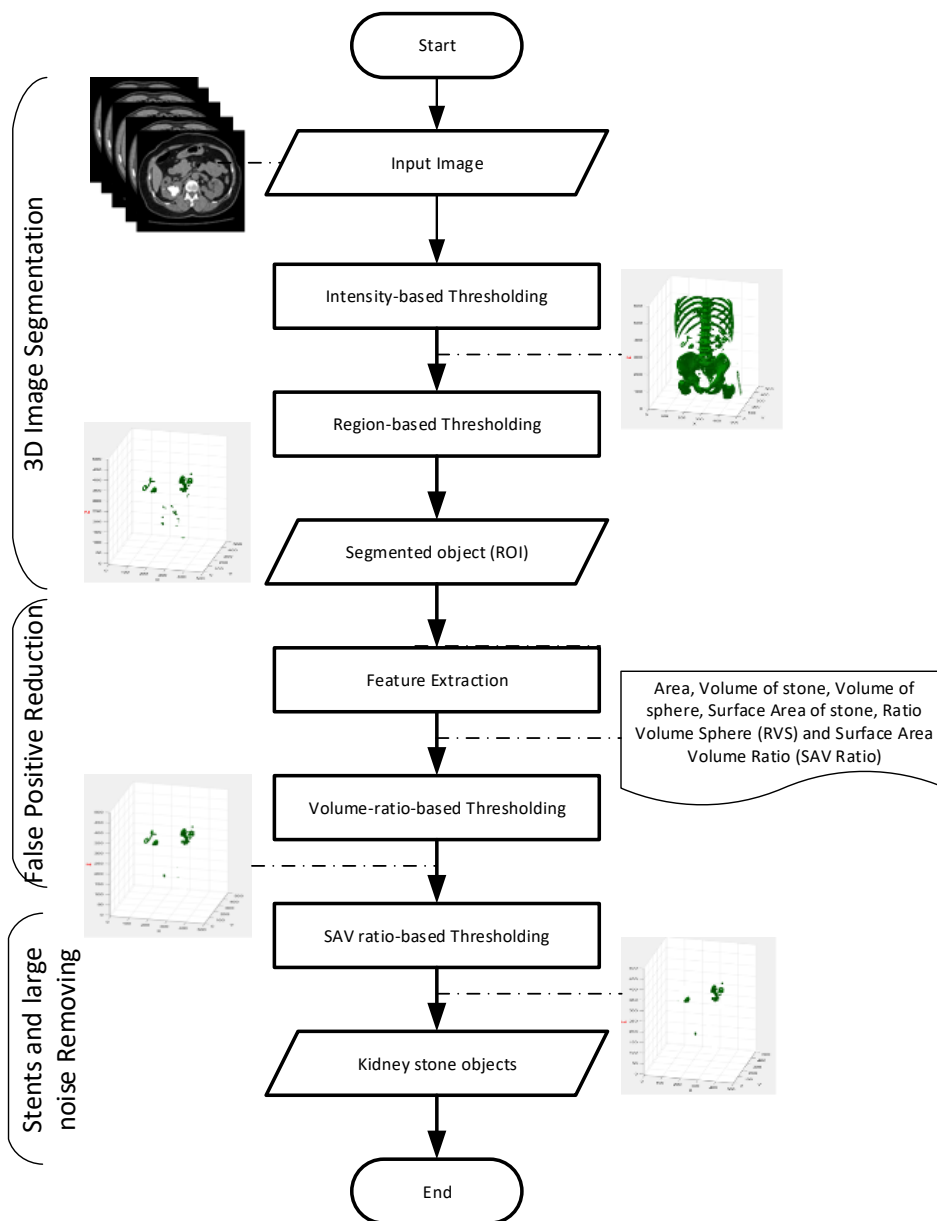 Start
Input Image
3D Image Segmentation
Intensity-based Thresholding
Region-based Thresholding
Segmented object (ROI)
False Positive Reduction
Feature Extraction
Area, Volume of stone, Volume of
sphere, Surface Area of stone, Ratio
Volume Sphere (RVS) and Surface Area
Volume Ratio (SAV Ratio)
Volume-ratio-based Thresholding
Stents and large
noise Removing
SAV ratio-based Thresholding
Kidney stone objects
End